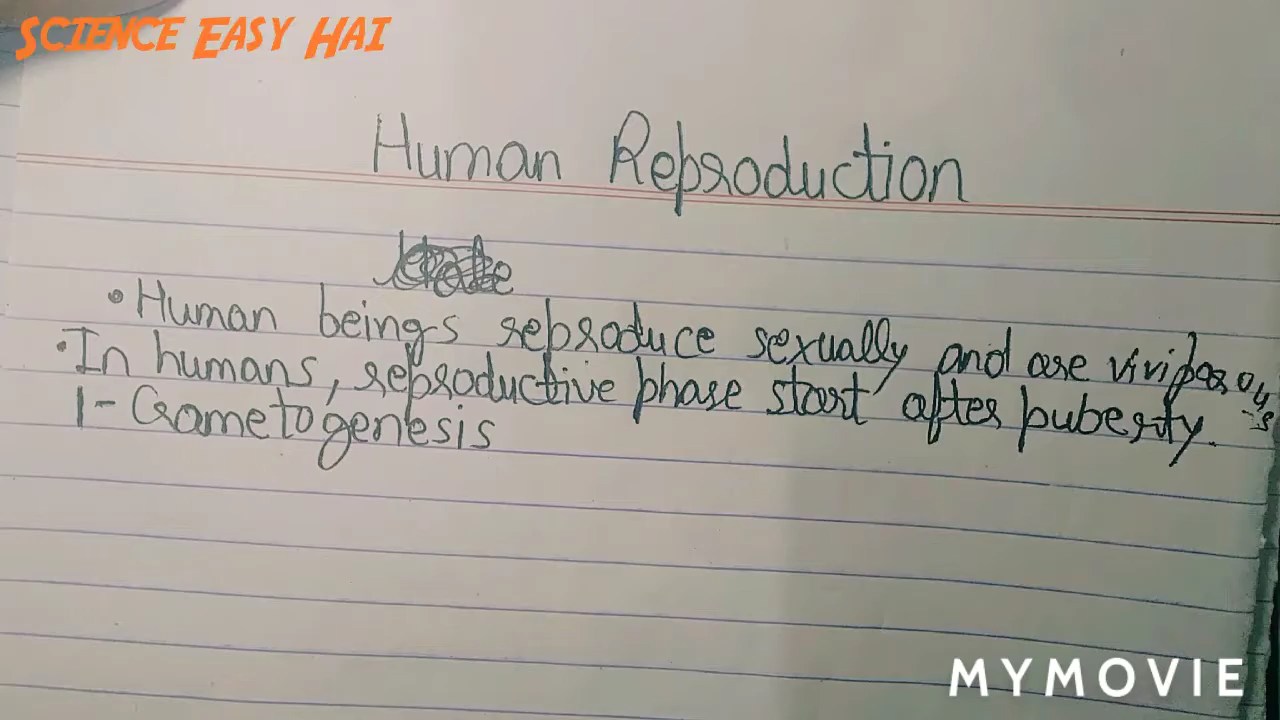 SCIENCE EASY HAI
Human Reproduction
• Human beings reproduce sexually and are viviparous
• In humans, reproductive phase start after puberty.
1- Gametogenesis
MYMOVIE